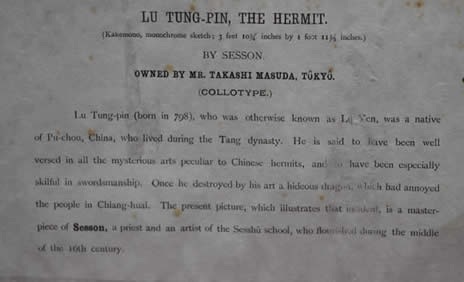 LU TUNG-PIN, THE HERMIT.
(Kakemono, monochrome sketch; 3 feet 10¾ inches by 1 foot 11½ inches.)
BY SESSON.
OWNED BY MR. TAKASHI MASUDA, TŌKYŌ.
(COLLOTYPE.)
Lu Tung-pin (born in 798), who was otherwise known as Yen, was a native
of Pu-chou, China, who lived during the Tang dynasty. He is said to have been well
versed in all the mysterious arts peculiar to Chinese hermits, and to have been especially
skilful in swordsmanship. Once he destroyed by his art a hideous dragon, which had annoyed
the people in Chiang-huai. The present picture, which illustrates that incident, is a master-
piece of Sesson, a priest and an artist of the Sesshū school, who flourished during the middle
of the 16th century.